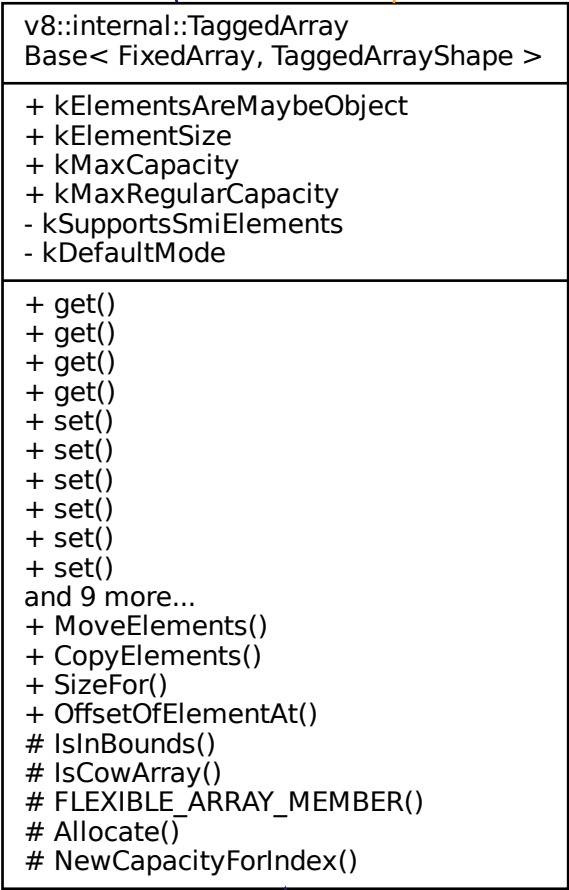 v8::internal::TaggedArray
Base< FixedArray, TaggedArrayShape >
+ kElementsAreMaybeObject
+ kElementSize
+ kMaxCapacity
+ kMaxRegularCapacity
- kSupportsSmiElements
- kDefaultMode
+ get()
+ get()
+ get()
+ get()
+ set()
+ set()
+ set()
+ set()
+ set()
+ set()
and 9 more...
+ MoveElements()
+ CopyElements()
+ SizeFor()
+ OffsetOfElementAt()
# IsInBounds()
# IsCowArray()
# FLEXIBLE_ARRAY_MEMBER()
# Allocate()
# NewCapacityForIndex()